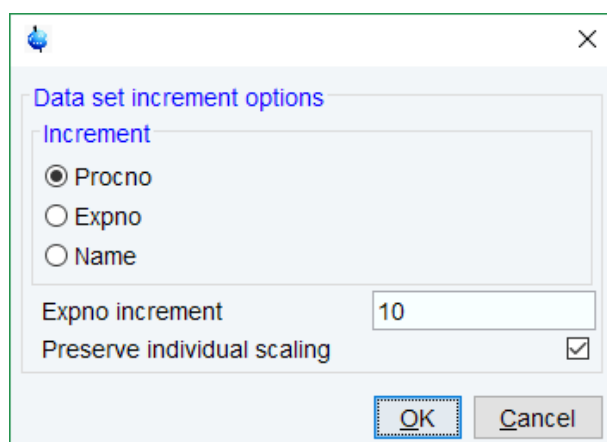 Data set increment options
Increment
Procno
Expno
Name
Expno increment 10
Preserve individual scaling
OK Cancel